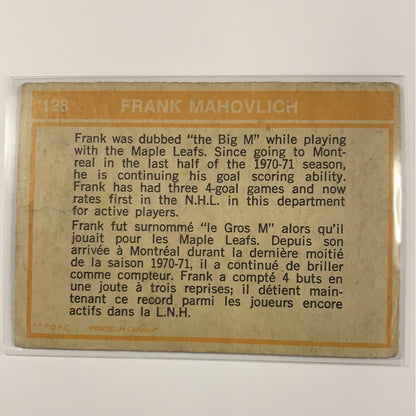 128 FRANK MAHOVLICH
Frank was dubbed "the Big M" while playing
with the Maple Leafs. Since going to Mont-
real in the last half of the 1970-71 season,
he is continuing his goal scoring ability.
Frank has had three 4-goal games and now
rates first in the N.H.L. in this department
for active players.
Frank fut surnommé "le Gros M" alors qu'il
jouait pour les Maple Leafs. Depuis son
arrivée à Montréal durant la dernière moitié
de la saison 1970-71, il a continué de briller
comme compteur. Frank a compté 4 buts en
une joute à trois reprises; il détient main-
tenant ce record parmi les joueurs encore
actifs dans la L.N.H.
* * O.P.C. PRINTED IN CANADA